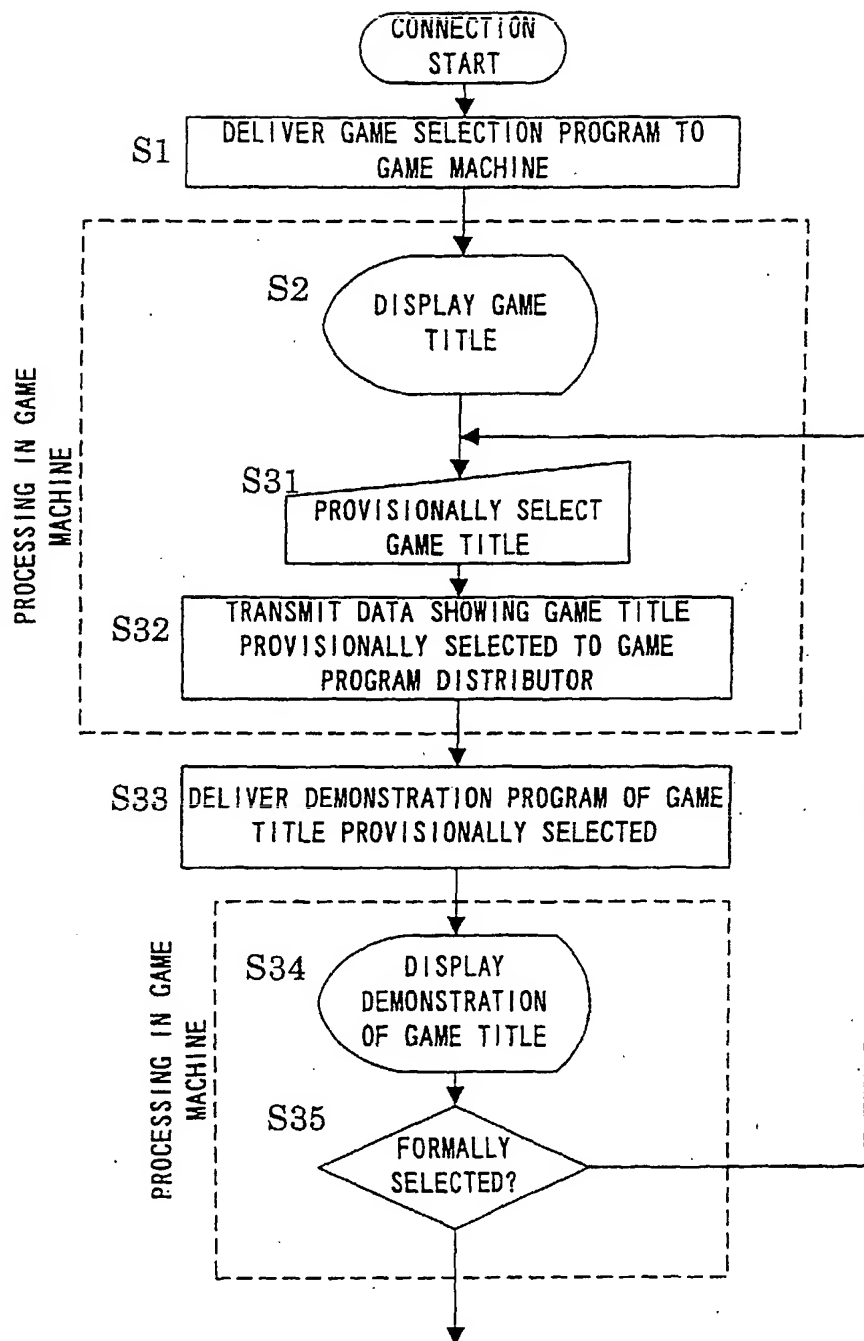 CONNECTION
START
S1
DELIVER GAME SELECTION PROGRAM TO
GAME MACHINE
PROCESSING IN GAME
MACHINE
S2
DISPLAY GAME
TITLE
S31
PROVISIONALLY SELECT
GAME TITLE
S32
TRANSMIT DATA SHOWING GAME TITLE
PROVISIONALLY SELECTED TO GAME
PROGRAM DISTRIBUTOR
S33
DELIVER DEMONSTRATION PROGRAM OF GAME
TITLE PROVISIONALLY SELECTED
PROCESSING IN GAME
MACHINE
S34
DISPLAY
DEMONSTRATION
OF GAME TITLE
S35
FORMALLY
SELECTED?